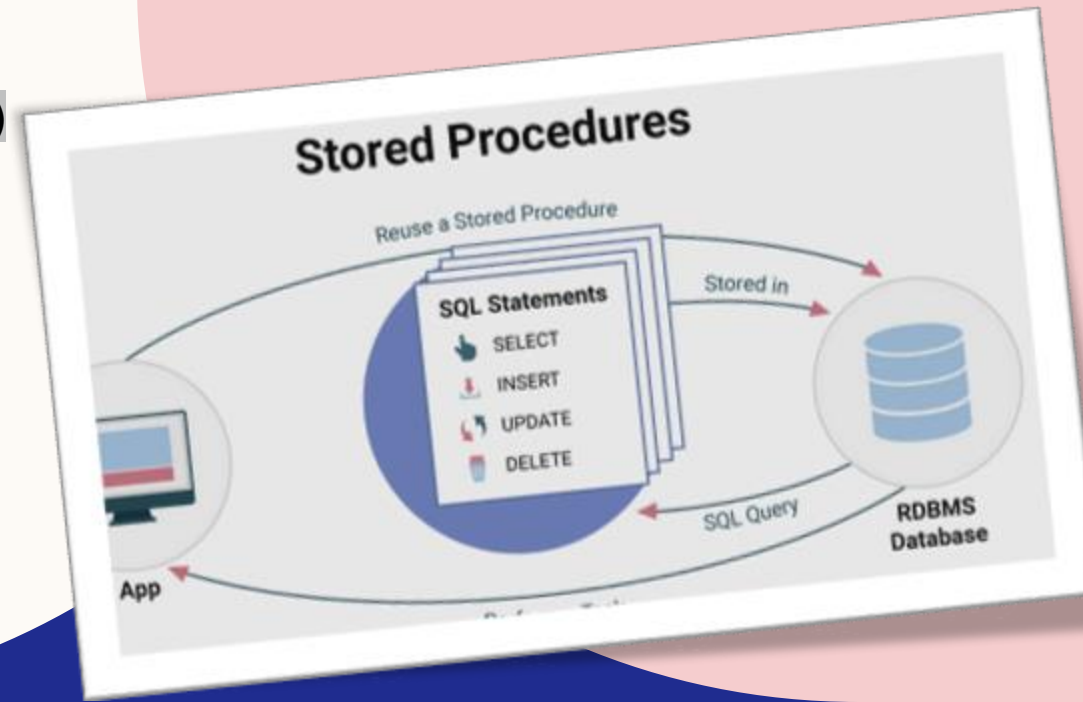 )
Stored Procedures
Reuse a Stored Procedure
Stored in
SQL Statements
SELECT
INSERT
UPDATE
DELETE
SQL Query
RDBMS
Database
App